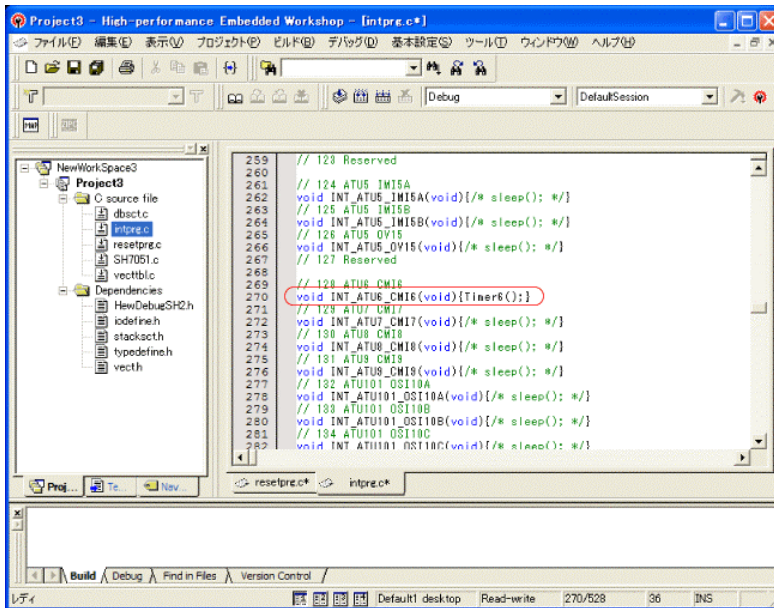 Project3 - High-performance Embedded Workshop - [intprg.c*]
ファイル(F) 編集(E) 表示(V) プロジェクト(P) ビルド(B) デバッグ(D) 基本設定(S) ツール(T) ウィンドウ(W) ヘルプ(H)
Debug DefaultSession
NewWorkSpace3
Project3
C source file
dbsct.c
intprg.c
resetprg.c
SH7051.c
vecttbl.c
Dependencies
HewDebugSH2.h
iodefine.h
stacksct.h
typedefine.h
vect.h
259 // 123 Reserved
260
261 // 124 ATU5 IMI5A
262 void INT_ATU5_IMI5A(void){/* sleep(); */}
263 // 125 ATU5 IMI5B
264 void INT_ATU5_IMI5B(void){/* sleep(); */}
265 // 126 ATU5 OVI5
266 void INT_ATU5_OVI5(void){/* sleep(); */}
267 // 127 Reserved
268
269 // 128 ATU6 CMI6
270 void INT_ATU6_CMI6(void){Timer6();}
271 // 129 ATU7 CMI7
272 void INT_ATU7_CMI7(void){/* sleep(); */}
273 // 130 ATU8 CMI8
274 void INT_ATU8_CMI8(void){/* sleep(); */}
275 // 131 ATU9 CMI9
276 void INT_ATU9_CMI9(void){/* sleep(); */}
277 // 132 ATU101 OSI10A
278 void INT_ATU101_OSI10A(void){/* sleep(); */}
279 // 133 ATU101 OSI10B
280 void INT_ATU101_OSI10B(void){/* sleep(); */}
281 // 134 ATU101 OSI10C
282 void INT_ATU101_OSI10C(void){/* sleep(); */}
Proj... Te... Nav...
resetprg.c* intprg.c*
Build Debug Find in Files Version Control
レディ Default1 desktop Read-write 270/528 36 INS